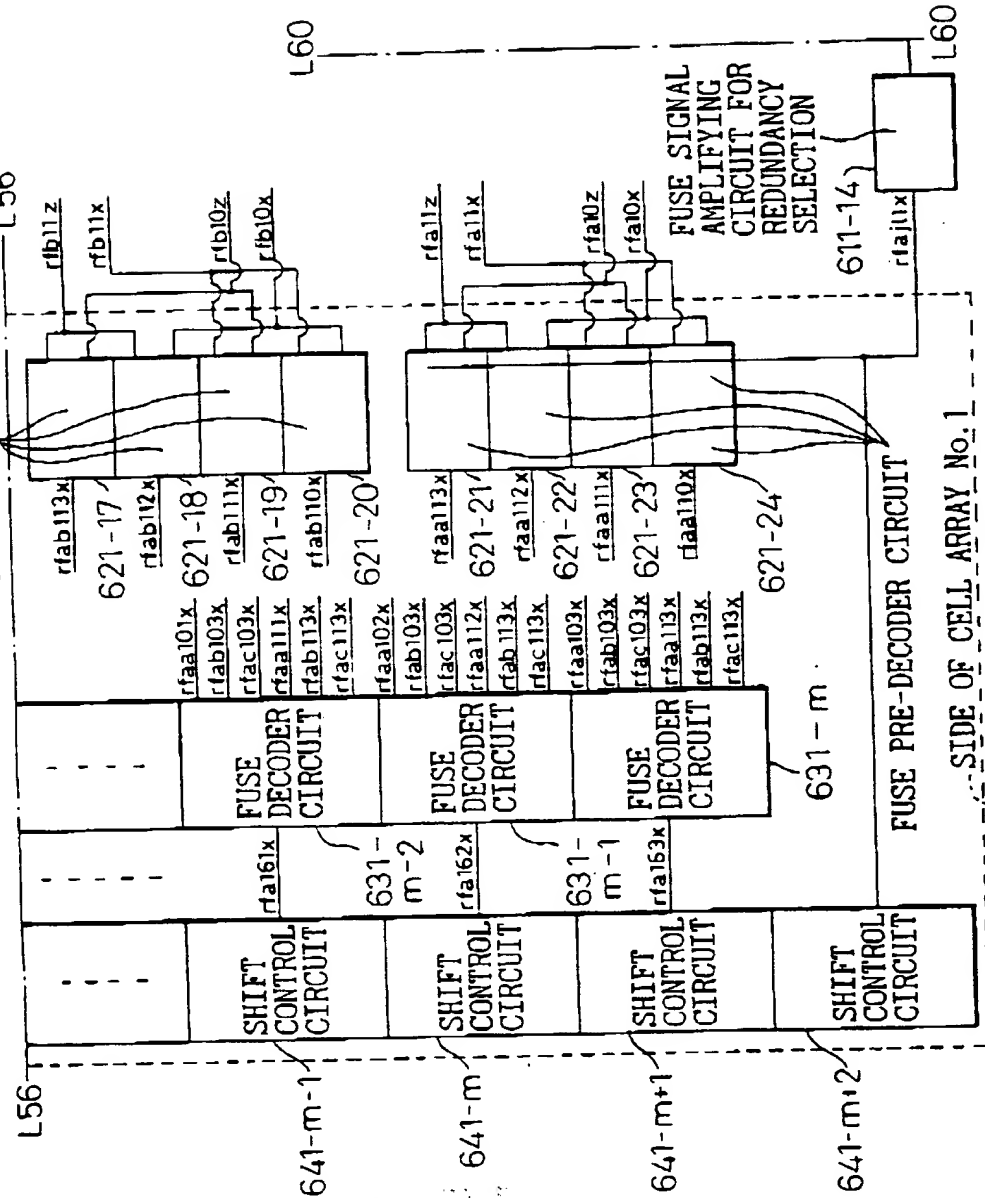 L56
L56
L60
L60
rfb11z
rfb11x
rfb10z
rfb10x
rfa11z
rfa11x
rfa10z
rfa10x
FUSE SIGNAL
AMPLIFYING
CIRCUIT FOR
REDUNDANCY
SELECTION
611-14
rfaj11x
rfab113x
621-17
rfab112x
621-18
rfab111x
621-19
rfab110x
621-20
rfaa113x
621-21
rfaa112x
621-22
rfaa111x
621-23
rfaa110x
621-24
rfaa101x
rfab103x
rfac103x
rfaa111x
rfab113x
rfac113x
rfaa102x
rfab103x
rfac103x
rfaa112x
rfab113x
rfac113x
rfaa103x
rfab103x
rfac103x
rfaa113x
rfab113x
rfac113x
FUSE
DECODER
CIRCUIT
FUSE
DECODER
CIRCUIT
FUSE
DECODER
CIRCUIT
631-m
rfa161x
631-
m-2
rfa162x
631-
m-1
rfa163x
SHIFT
CONTROL
CIRCUIT
SHIFT
CONTROL
CIRCUIT
SHIFT
CONTROL
CIRCUIT
SHIFT
CONTROL
CIRCUIT
641-m-1
641-m
641-m+1
641-m+2
FUSE PRE-DECODER CIRCUIT
SIDE OF CELL ARRAY No.1